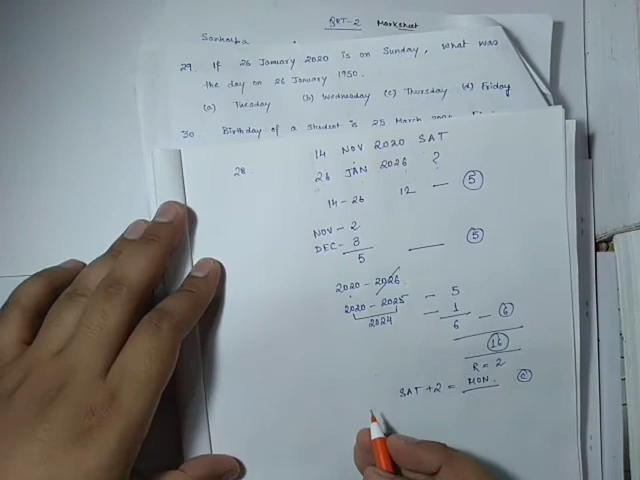 QRT-2 Marksheet
Sankalpa
29. If 26 January 2020 is on Sunday, what was
the day on 26 January 1950.
(a) Tuesday (b) Wednesday (c) Thursday (d) Friday
30 Birthday of a student is 25 March
28. 14 NOV 2020 SAT
26 JAN 2026 ?
14 - 26 12 — 5
NOV - 2
DEC - 3
5 — 5
2020 - 2026
2020 - 2025 - 5
2024 - 1
6 — 6
16
R = 2
SAT + 2 = MON. C